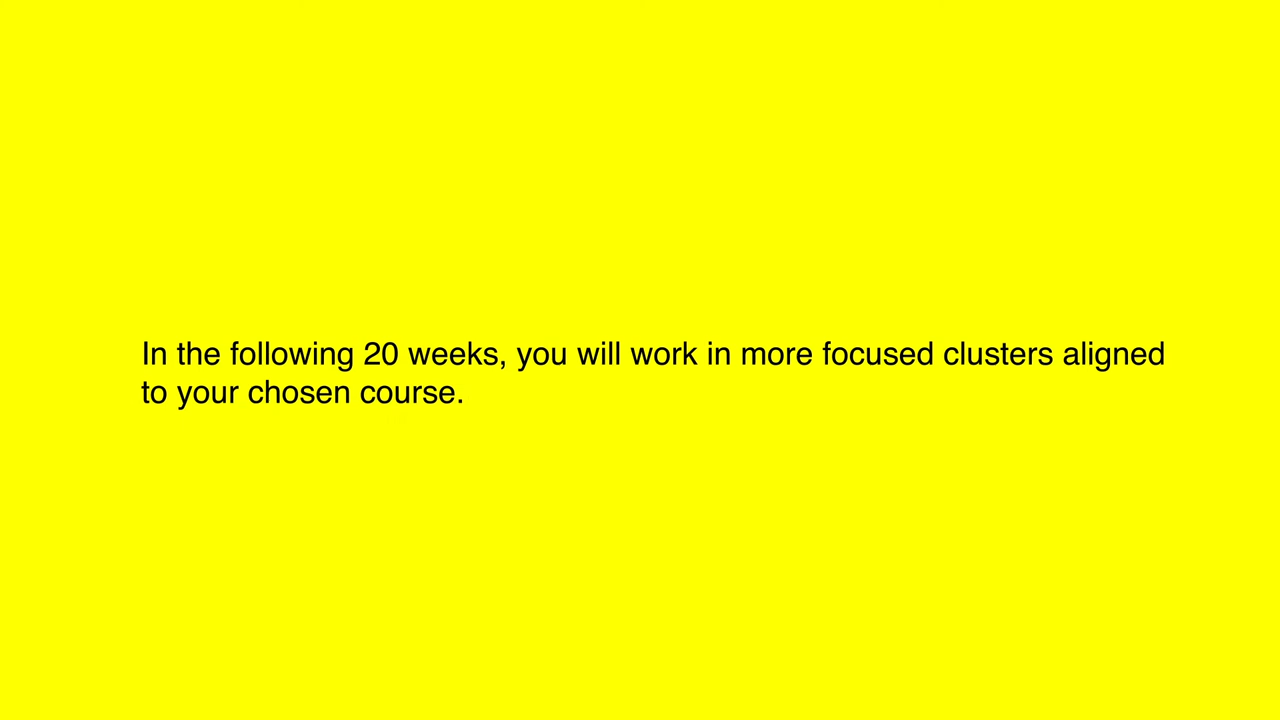 In the following 20 weeks, you will work in more focused clusters aligned
to your chosen course.